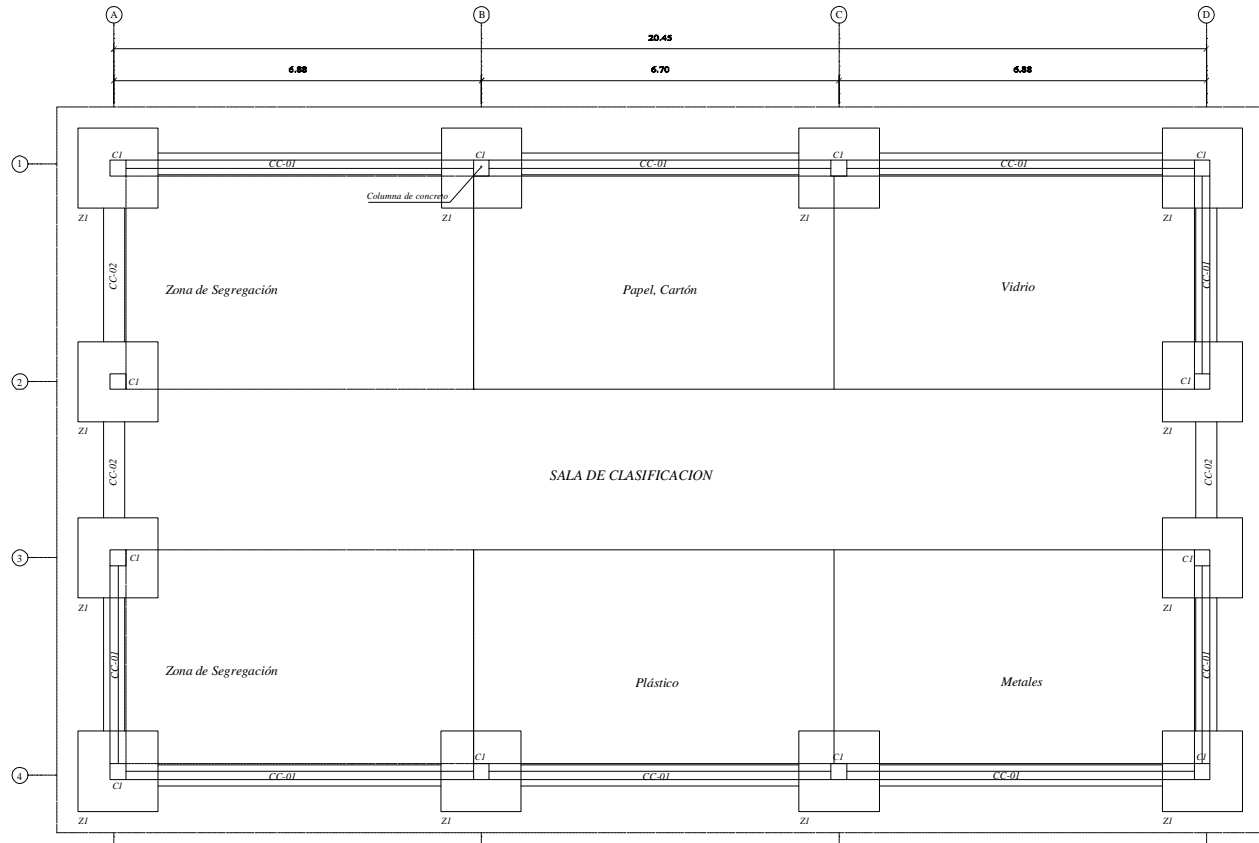 A B C D
20.45
6.88 6.70 6.88
1
C1 C1 C1 C1
CC-01 CC-01 CC-01
Columna de concreto
Z1 Z1 Z1 Z1
CC-02 CC-01
Zona de Segregación Papel, Cartón Vidrio
2
C1 C1
Z1 Z1
CC-02 SALA DE CLASIFICACION CC-02
3
C1 C1
Z1 Z1
CC-01 CC-01
Zona de Segregación Plástico Metales
C1 C1 C1
4
CC-01 CC-01 CC-01
C1
Z1 Z1 Z1 Z1